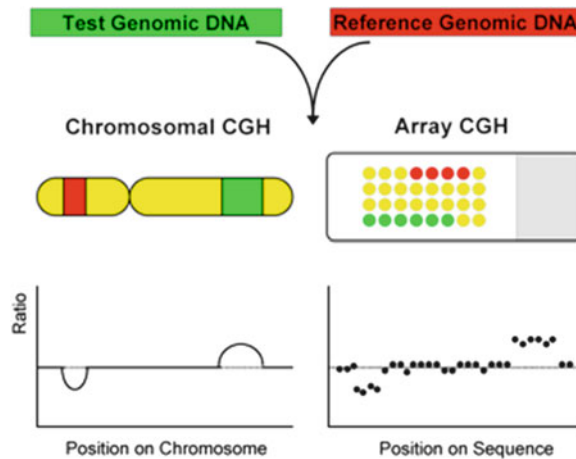 Test Genomic DNA
Reference Genomic DNA
Chromosomal CGH
Array CGH
Ratio
Position on Chromosome
Position on Sequence